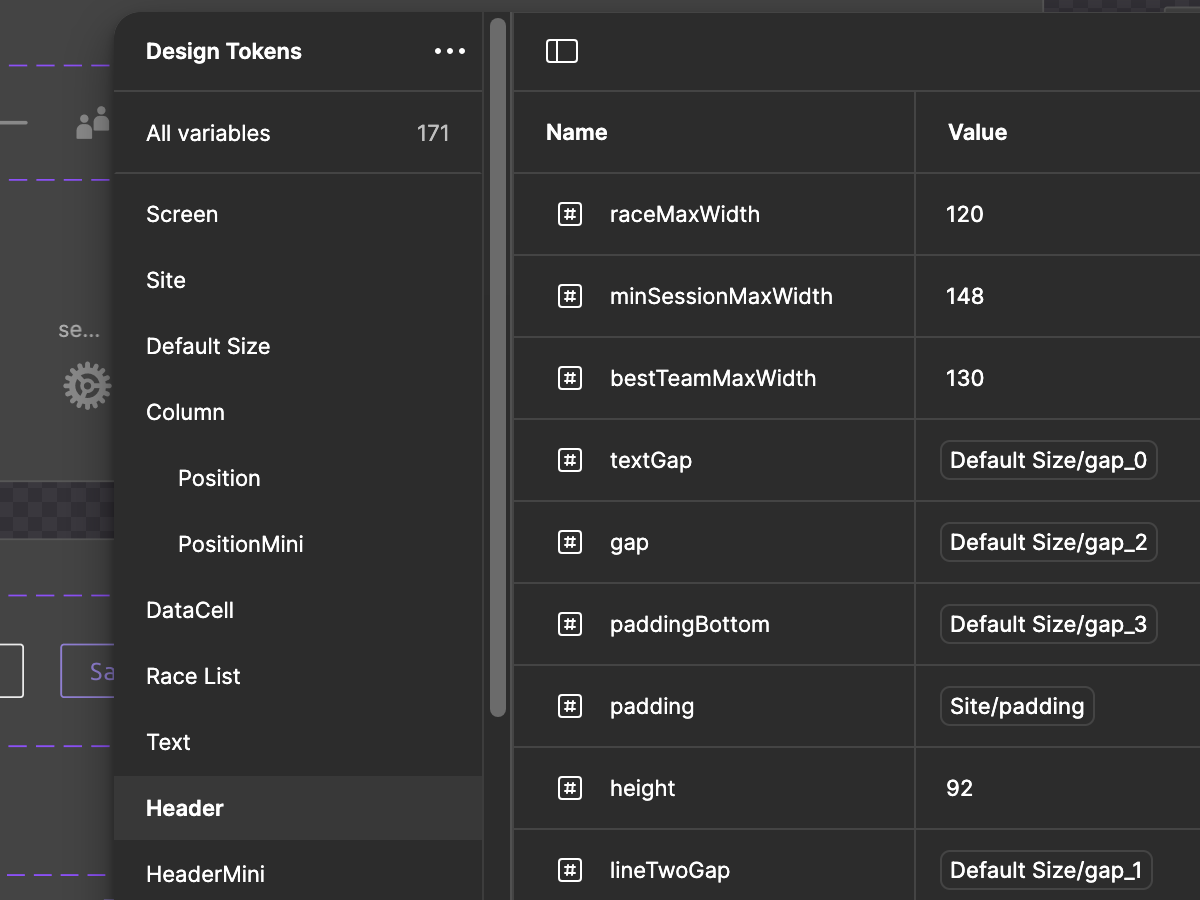 Design Tokens
All variables 171
Screen
Site
Default Size
Column
Position
PositionMini
DataCell
Race List
Text
Header
HeaderMini
se...
Sa
Name Value
raceMaxWidth 120
minSessionMaxWidth 148
bestTeamMaxWidth 130
textGap Default Size/gap_0
gap Default Size/gap_2
paddingBottom Default Size/gap_3
padding Site/padding
height 92
lineTwoGap Default Size/gap_1